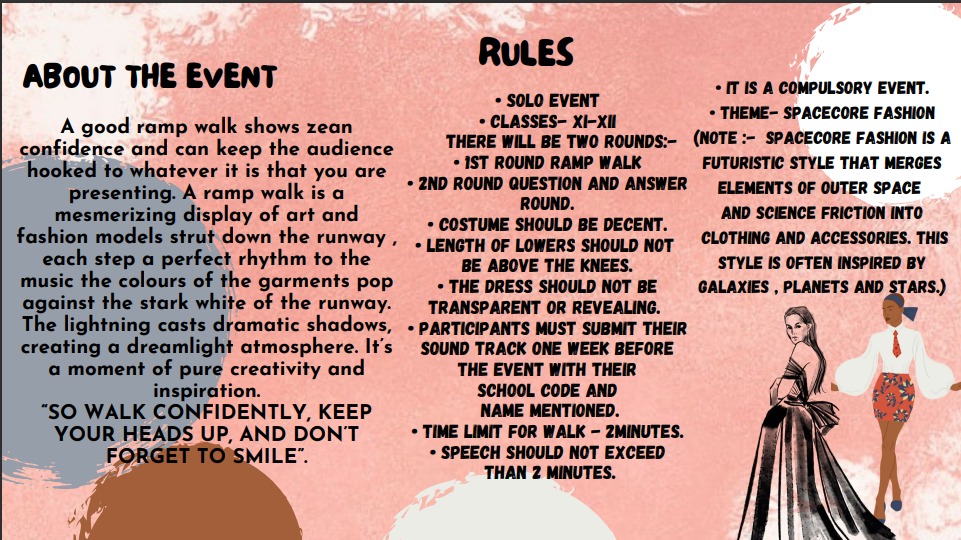 ABOUT THE EVENT
A good ramp walk shows zean
confidence and can keep the audience
hooked to whatever it is that you are
presenting. A ramp walk is a
mesmerizing display of art and
fashion models strut down the runway ,
each step a perfect rhythm to the
music the colours of the garments pop
against the stark white of the runway.
The lightning casts dramatic shadows,
creating a dreamlight atmosphere. It's
a moment of pure creativity and
inspiration.
"SO WALK CONFIDENTLY, KEEP
YOUR HEADS UP, AND DON'T
FORGET TO SMILE".
RULES
• SOLO EVENT
• CLASSES- XI-XII
THERE WILL BE TWO ROUNDS:-
• 1ST ROUND RAMP WALK
• 2ND ROUND QUESTION AND ANSWER
ROUND.
• COSTUME SHOULD BE DECENT.
• LENGTH OF LOWERS SHOULD NOT
BE ABOVE THE KNEES.
• THE DRESS SHOULD NOT BE
TRANSPARENT OR REVEALING.
• PARTICIPANTS MUST SUBMIT THEIR
SOUND TRACK ONE WEEK BEFORE
THE EVENT WITH THEIR
SCHOOL CODE AND
NAME MENTIONED.
• TIME LIMIT FOR WALK - 2MINUTES.
• SPEECH SHOULD NOT EXCEED
THAN 2 MINUTES.
• IT IS A COMPULSORY EVENT.
• THEME- SPACECORE FASHION
(NOTE :- SPACECORE FASHION IS A
FUTURISTIC STYLE THAT MERGES
ELEMENTS OF OUTER SPACE
AND SCIENCE FRICTION INTO
CLOTHING AND ACCESSORIES. THIS
STYLE IS OFTEN INSPIRED BY
GALAXIES , PLANETS AND STARS.)